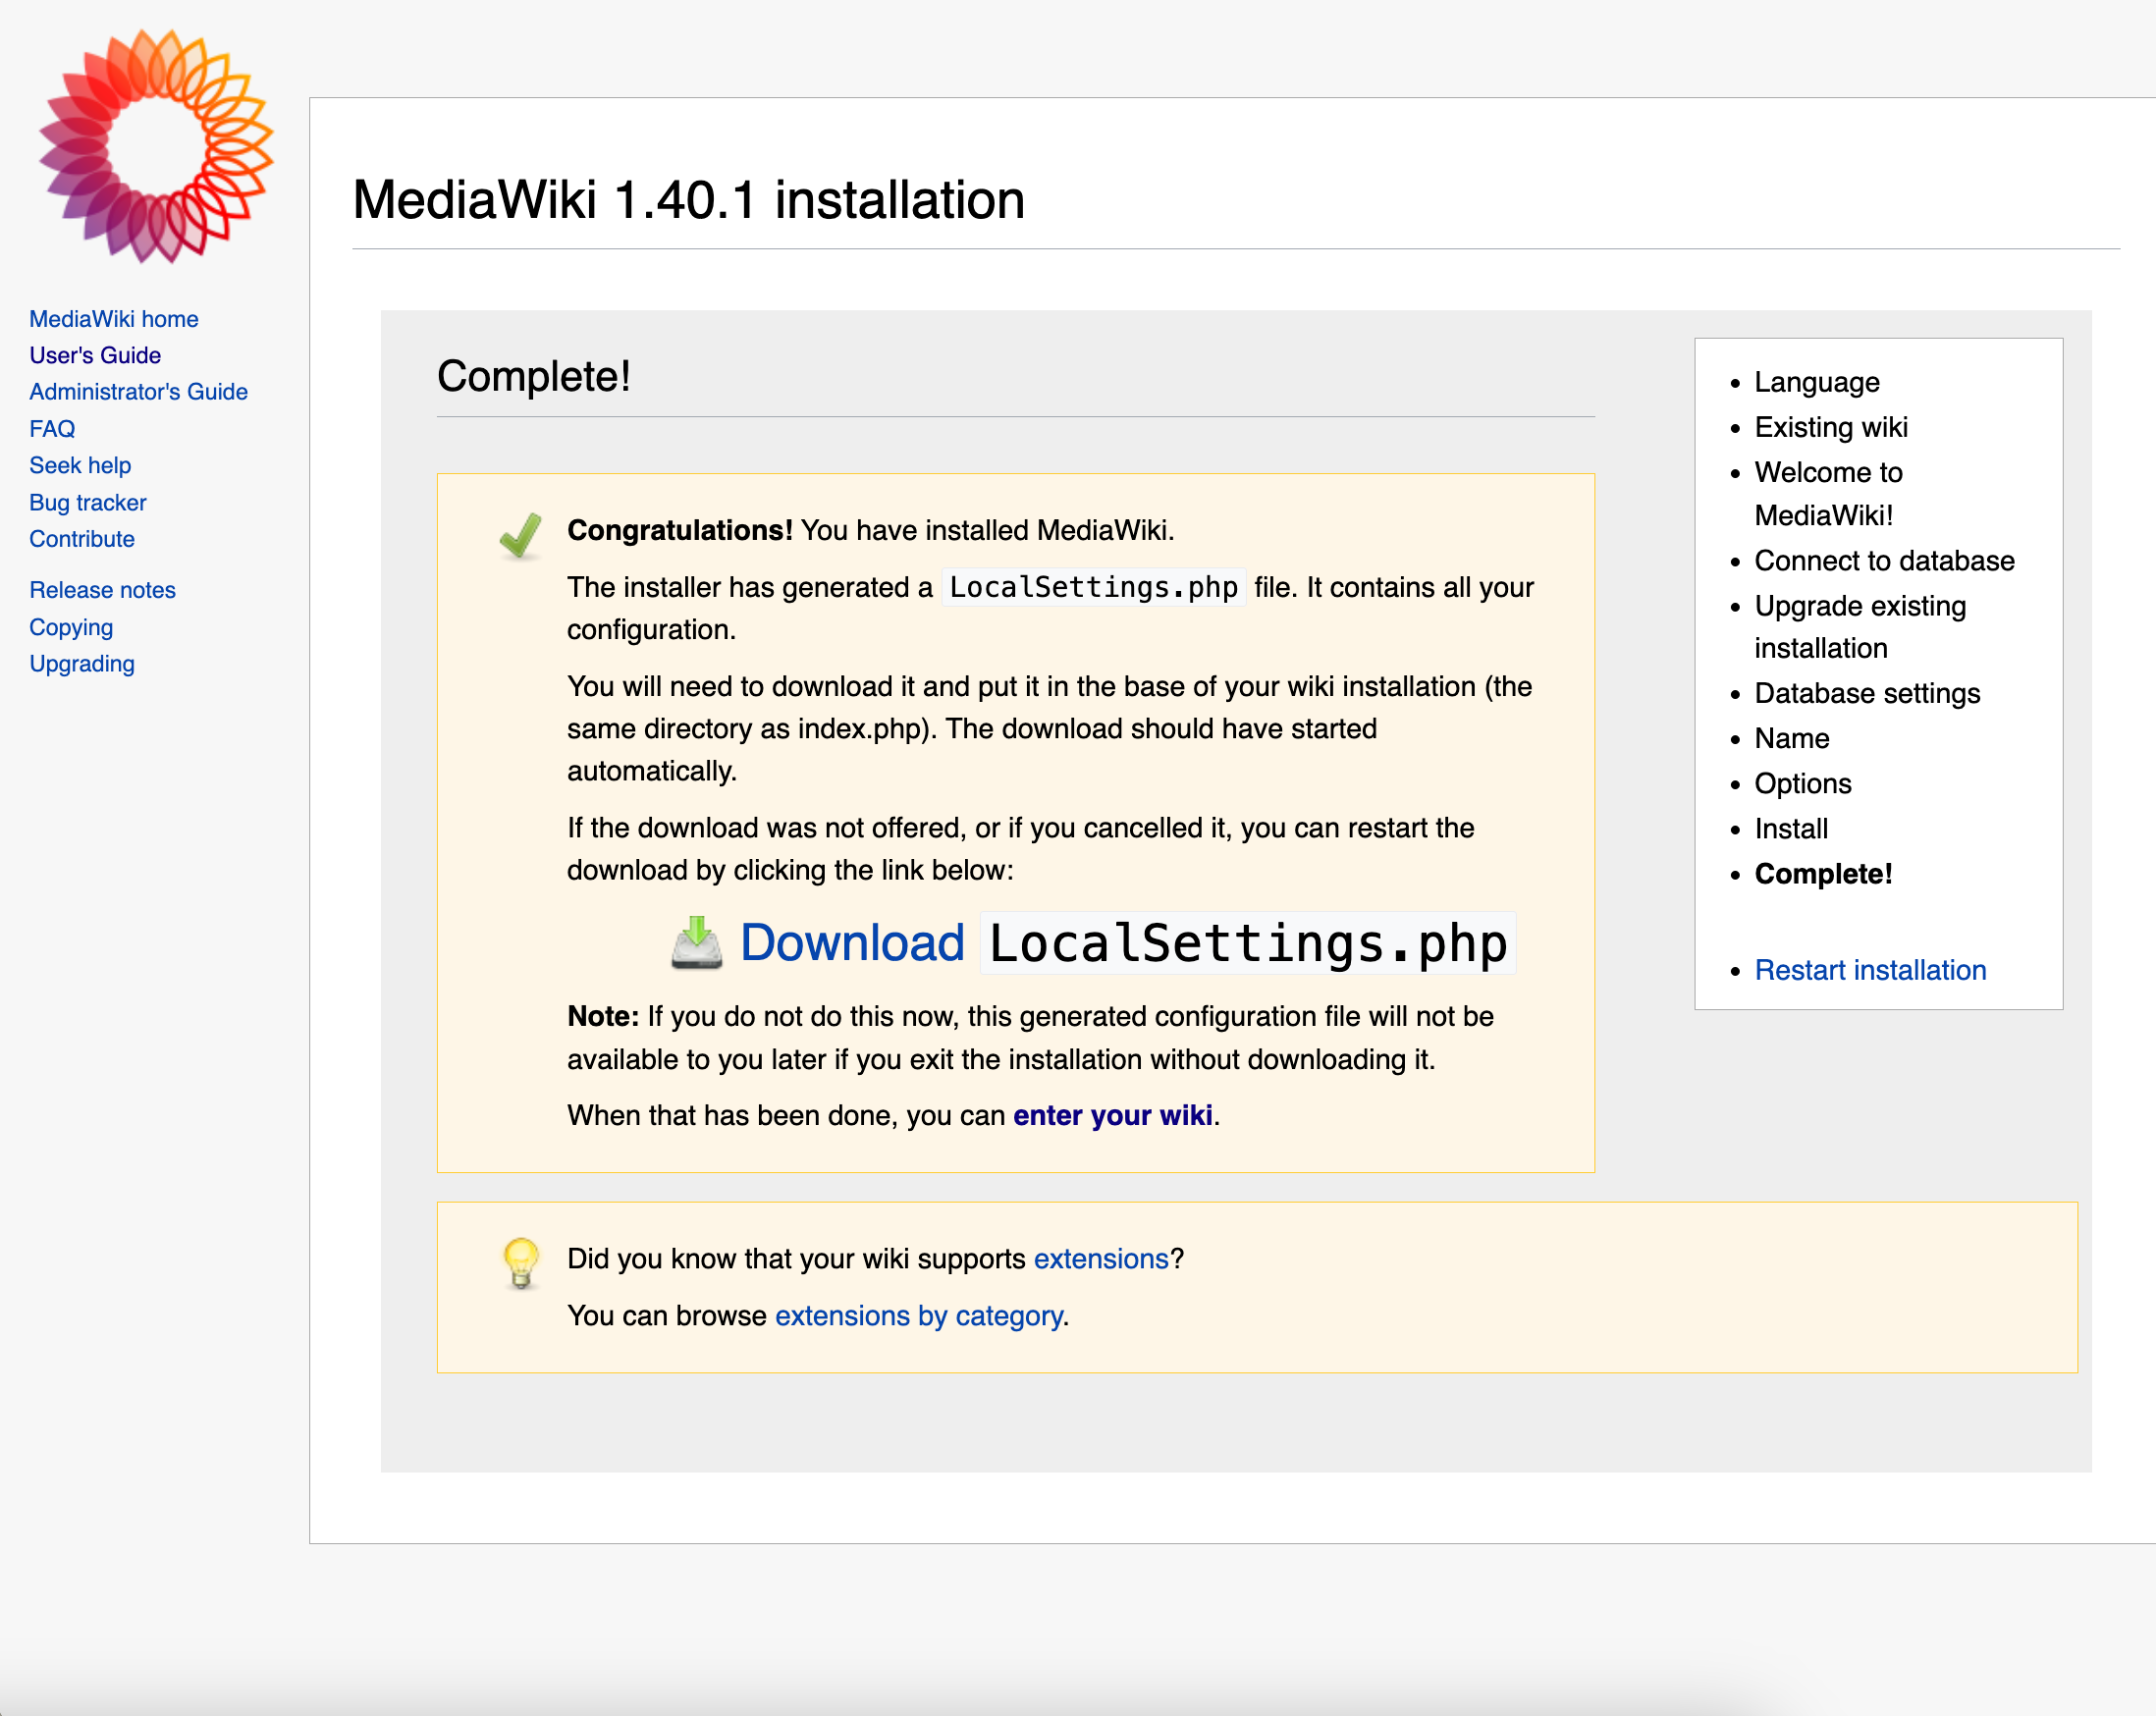 MediaWiki home
User's Guide
Administrator's Guide
FAQ
Seek help
Bug tracker
Contribute
Release notes
Copying
Upgrading
MediaWiki 1.40.1 installation
Complete!
Congratulations! You have installed MediaWiki.
The installer has generated a LocalSettings.php file. It contains all your
configuration.
You will need to download it and put it in the base of your wiki installation (the
same directory as index.php). The download should have started
automatically.
If the download was not offered, or if you cancelled it, you can restart the
download by clicking the link below:
Download LocalSettings.php
Note: If you do not do this now, this generated configuration file will not be
available to you later if you exit the installation without downloading it.
When that has been done, you can enter your wiki.
Did you know that your wiki supports extensions?
You can browse extensions by category.
Language
Existing wiki
Welcome to
MediaWiki!
Connect to database
Upgrade existing
installation
Database settings
Name
Options
Install
Complete!
Restart installation